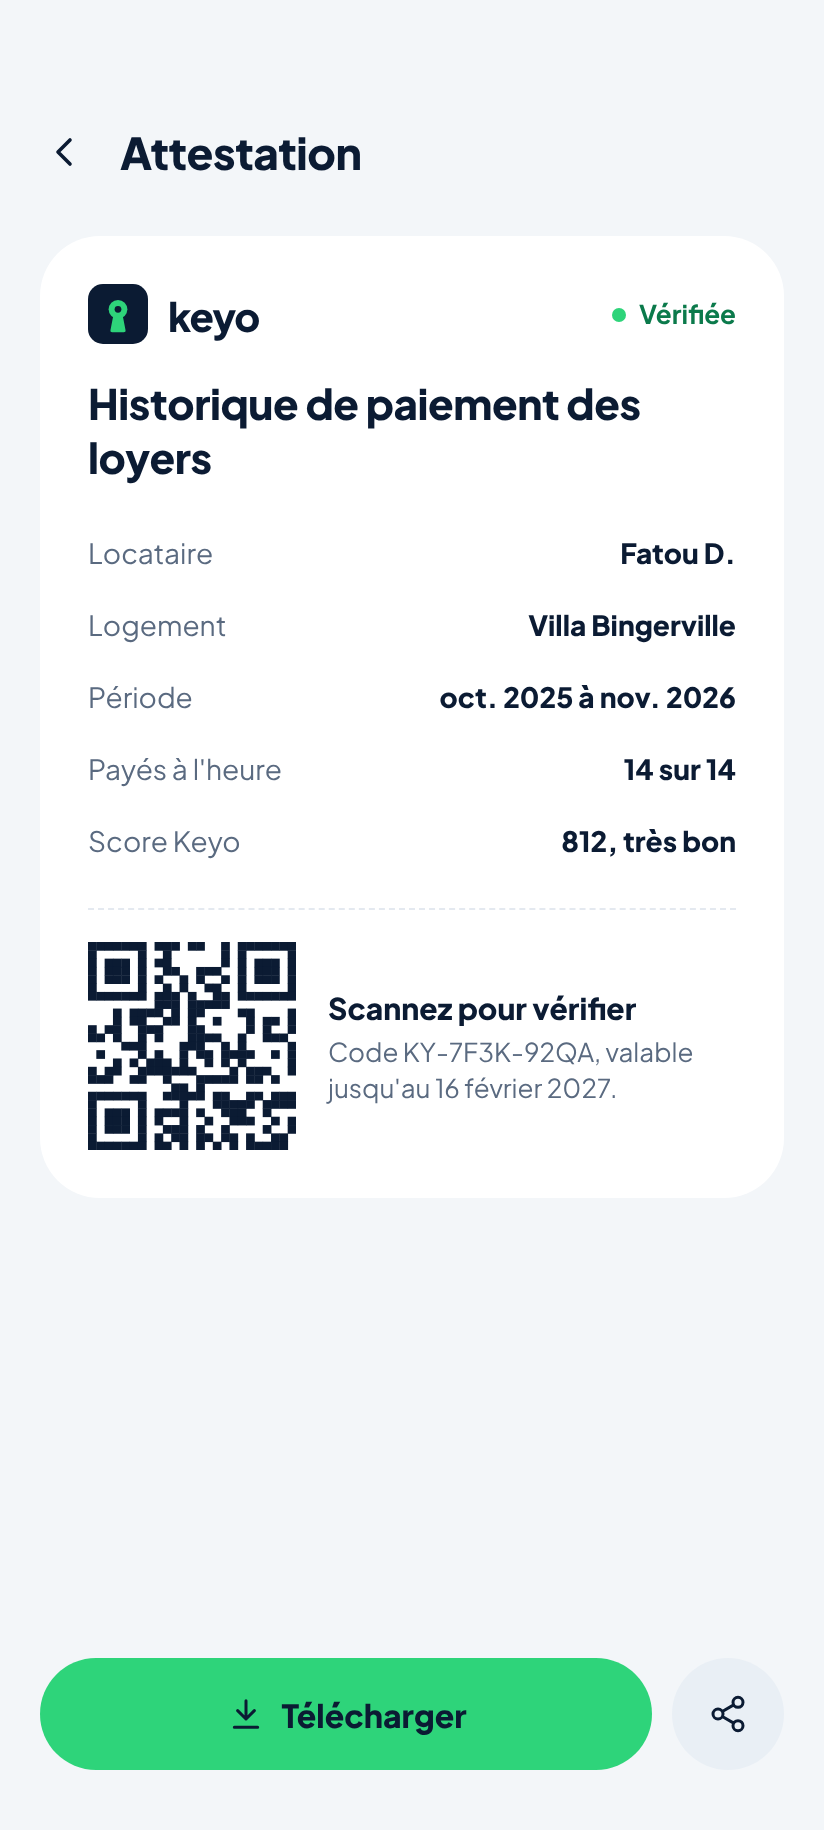 Attestation
keyo
Vérifiée
Historique de paiement des
loyers
Locataire Fatou D.
Logement Villa Bingerville
Période oct. 2025 à nov. 2026
Payés à l'heure 14 sur 14
Score Keyo 812, très bon
Scannez pour vérifier
Code KY-7F3K-92QA, valable
jusqu'au 16 février 2027.
Télécharger